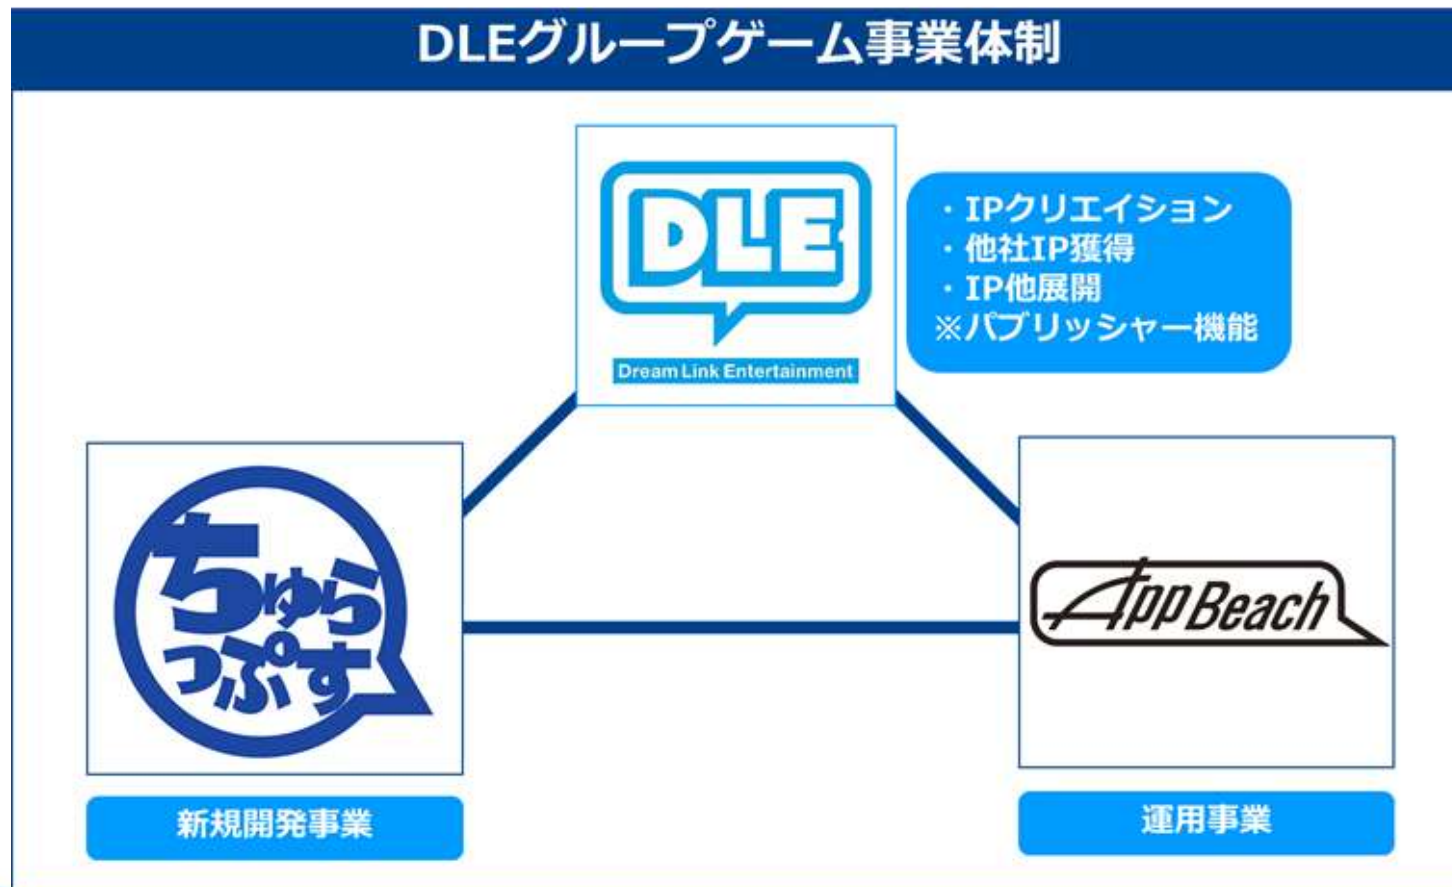 DLEグループゲーム事業体制
DLE
Dream Link Entertainment
・IPクリエイション
・他社IP獲得
・IP他展開
※パブリッシャー機能
ちゅら
っぷす
App Beach
新規開発事業
運用事業